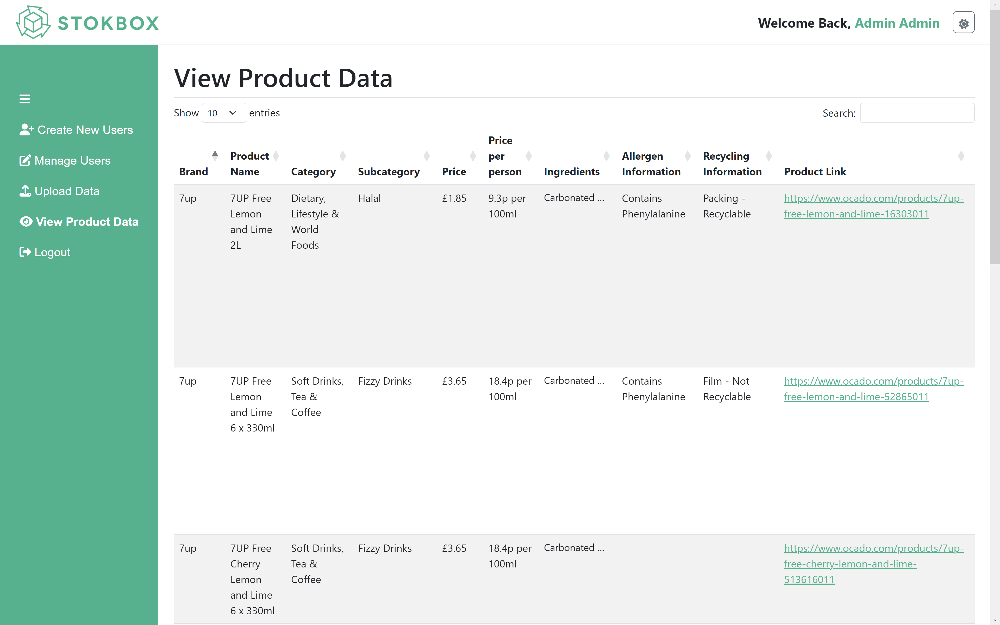 STOKBOX
Welcome Back, Admin Admin
Create New Users
Manage Users
Upload Data
View Product Data
Logout
View Product Data
Show 10 entries
Search:
Brand
Product
Name
Category
Subcategory
Price
Price
per
person
Ingredients
Allergen
Information
Recycling
Information
Product Link
7up
7UP Free
Lemon
and Lime
2L
Dietary,
Lifestyle &
World
Foods
Halal
£1.85
9.3p per
100ml
Carbonated ...
Contains
Phenylalanine
Packing -
Recyclable
https://www.ocado.com/products/7up-
free-lemon-and-lime-16303011
7up
7UP Free
Lemon
and Lime
6 x 330ml
Soft Drinks,
Tea &
Coffee
Fizzy Drinks
£3.65
18.4p per
100ml
Carbonated ...
Contains
Phenylalanine
Film - Not
Recyclable
https://www.ocado.com/products/7up-
free-lemon-and-lime-52865011
7up
7UP Free
Cherry
Lemon
and Lime
6 x 330ml
Soft Drinks,
Tea &
Coffee
Fizzy Drinks
£3.65
18.4p per
100ml
Carbonated ...
https://www.ocado.com/products/7up-
free-cherry-lemon-and-lime-
513616011